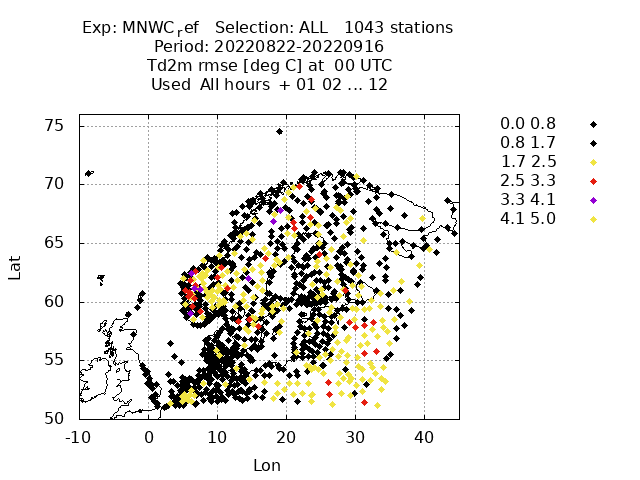 Exp: MNWC_ref   Selection: ALL   1043 stations
Period: 20220822-20220916
Td2m rmse [deg C] at  00 UTC
Used  All hours  + 01 02 ... 12
0.0 0.8
0.8 1.7
1.7 2.5
2.5 3.3
3.3 4.1
4.1 5.0
75
70
65
60
55
50
Lat
-10 0 10 20 30 40
Lon